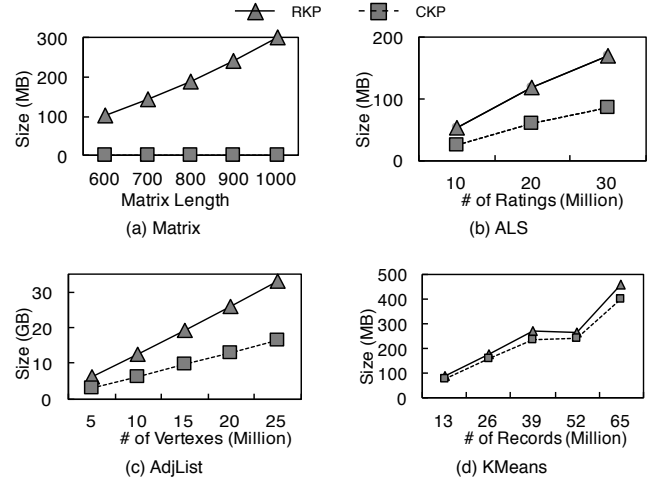 RKP CKP
300
200
100
0
Size (MB)
600 700 800 900 1000
Matrix Length
(a) Matrix
200
100
0
Size (MB)
10 20 30
# of Ratings (Million)
(b) ALS
30
20
10
0
Size (GB)
5 10 15 20 25
# of Vertexes (Million)
(c) AdjList
500
400
300
200
100
0
Size (MB)
13 26 39 52 65
# of Records (Million)
(d) KMeans